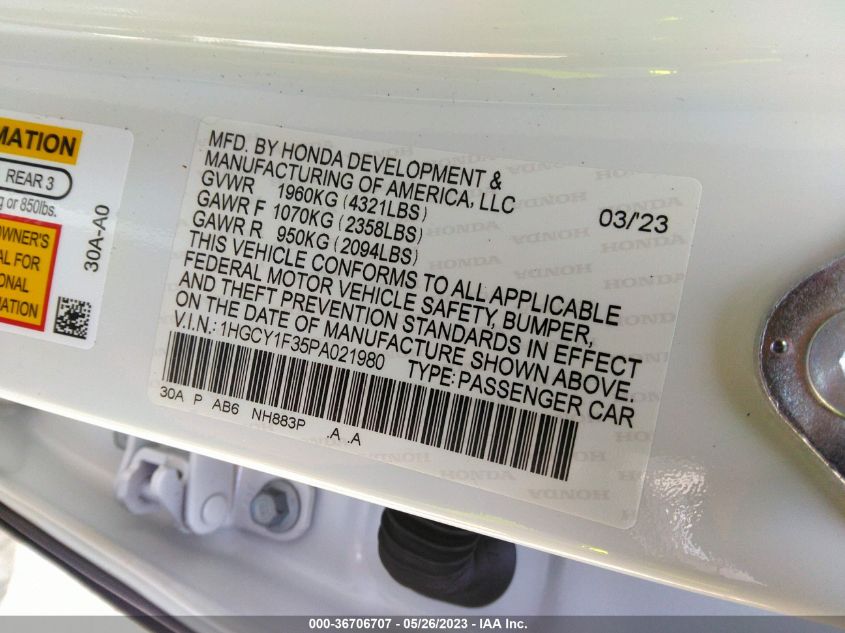 MATION
REAR 3
g or 850lbs.
OWNER'S
AL FOR
ONAL
MATION
30A-A0
MFD. BY HONDA DEVELOPMENT &
MANUFACTURING OF AMERICA, LLC
GVWR 1960KG (4321LBS)
GAWR F 1070KG (2358LBS)
GAWR R 950KG (2094LBS)
03/'23
THIS VEHICLE CONFORMS TO ALL APPLICABLE
FEDERAL MOTOR VEHICLE SAFETY, BUMPER,
AND THEFT PREVENTION STANDARDS IN EFFECT
ON THE DATE OF MANUFACTURE SHOWN ABOVE.
V.I.N.: 1HGCY1F35PA021980 TYPE: PASSENGER CAR
30A P AB6 NH883P .A .A
HONDA HONDA
000-36706707 - 05/26/2023 - IAA Inc.